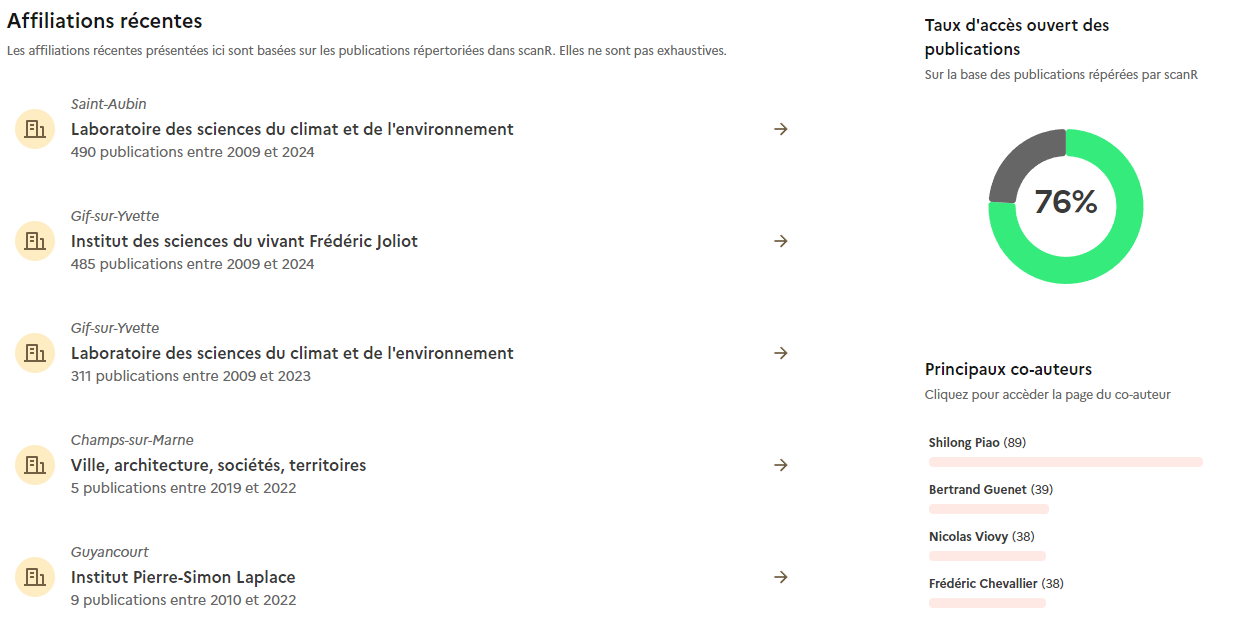 Affiliations récentes
Les affiliations récentes présentées ici sont basées sur les publications répertoriées dans scanR. Elles ne sont pas exhaustives.
Saint-Aubin
Laboratoire des sciences du climat et de l'environnement
490 publications entre 2009 et 2024
Gif-sur-Yvette
Institut des sciences du vivant Frédéric Joliot
485 publications entre 2009 et 2024
Gif-sur-Yvette
Laboratoire des sciences du climat et de l'environnement
311 publications entre 2009 et 2023
Champs-sur-Marne
Ville, architecture, sociétés, territoires
5 publications entre 2019 et 2022
Guyancourt
Institut Pierre-Simon Laplace
9 publications entre 2010 et 2022
Taux d'accès ouvert des
publications
Sur la base des publications répérées par scanR
76%
Principaux co-auteurs
Cliquez pour accèder la page du co-auteur
Shilong Piao (89)
Bertrand Guenet (39)
Nicolas Viovy (38)
Frédéric Chevallier (38)